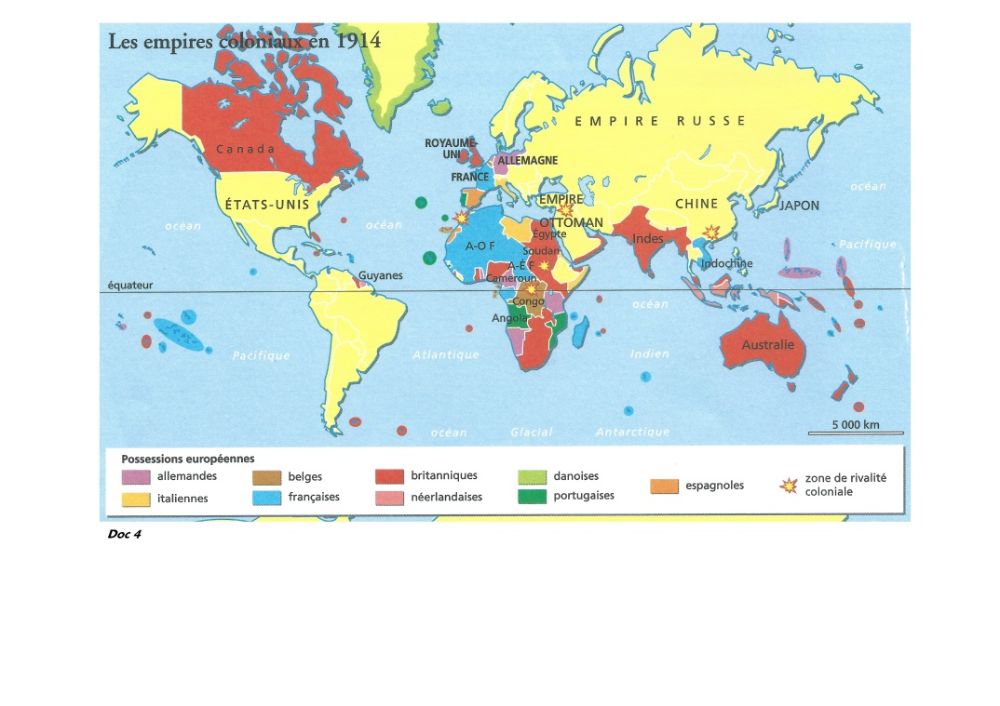 Les empires coloniaux en 1914
Canada
ÉTATS-UNIS
océan
Pacifique
équateur
Guyanes
océan
Atlantique
ROYAUME-
UNI
FRANCE
ALLEMAGNE
EMPIRE RUSSE
EMPIRE
OTTOMAN
Égypte
A-O F
Soudan
A-É F
Cameroun
Congo
Angola
CHINE
JAPON
Indes
Indochine
océan
Pacifique
océan
Indien
Australie
océan Glacial Antarctique
5 000 km
Possessions européennes
allemandes
italiennes
belges
françaises
britanniques
néerlandaises
danoises
portugaises
espagnoles
zone de rivalité
coloniale
Doc 4